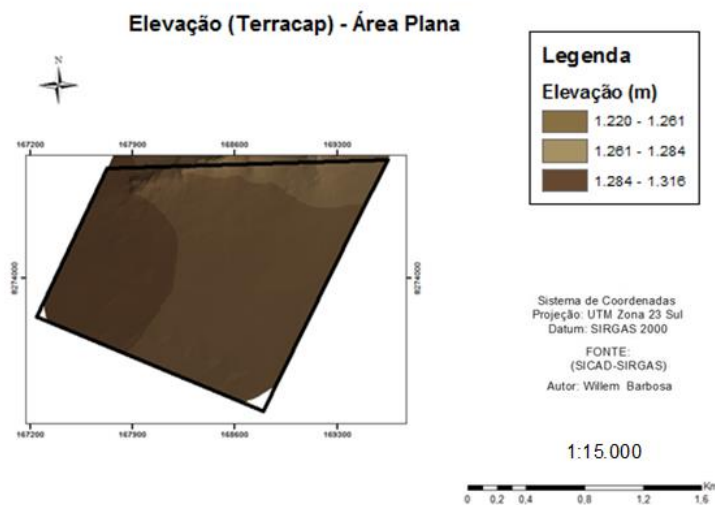 Elevação (Terracap) - Área Plana
N
Legenda
Elevação (m)
1.220 - 1.261
1.261 - 1.284
1.284 - 1.316
167200 167900 168600 169300
8274000 8274000
167200 167900 168600 169300
Sistema de Coordenadas
Projeção: UTM Zona 23 Sul
Datum: SIRGAS 2000
FONTE:
(SICAD-SIRGAS)
Autor: Willem Barbosa
1:15.000
Km
0 0,2 0,4 0,8 1,2 1,6